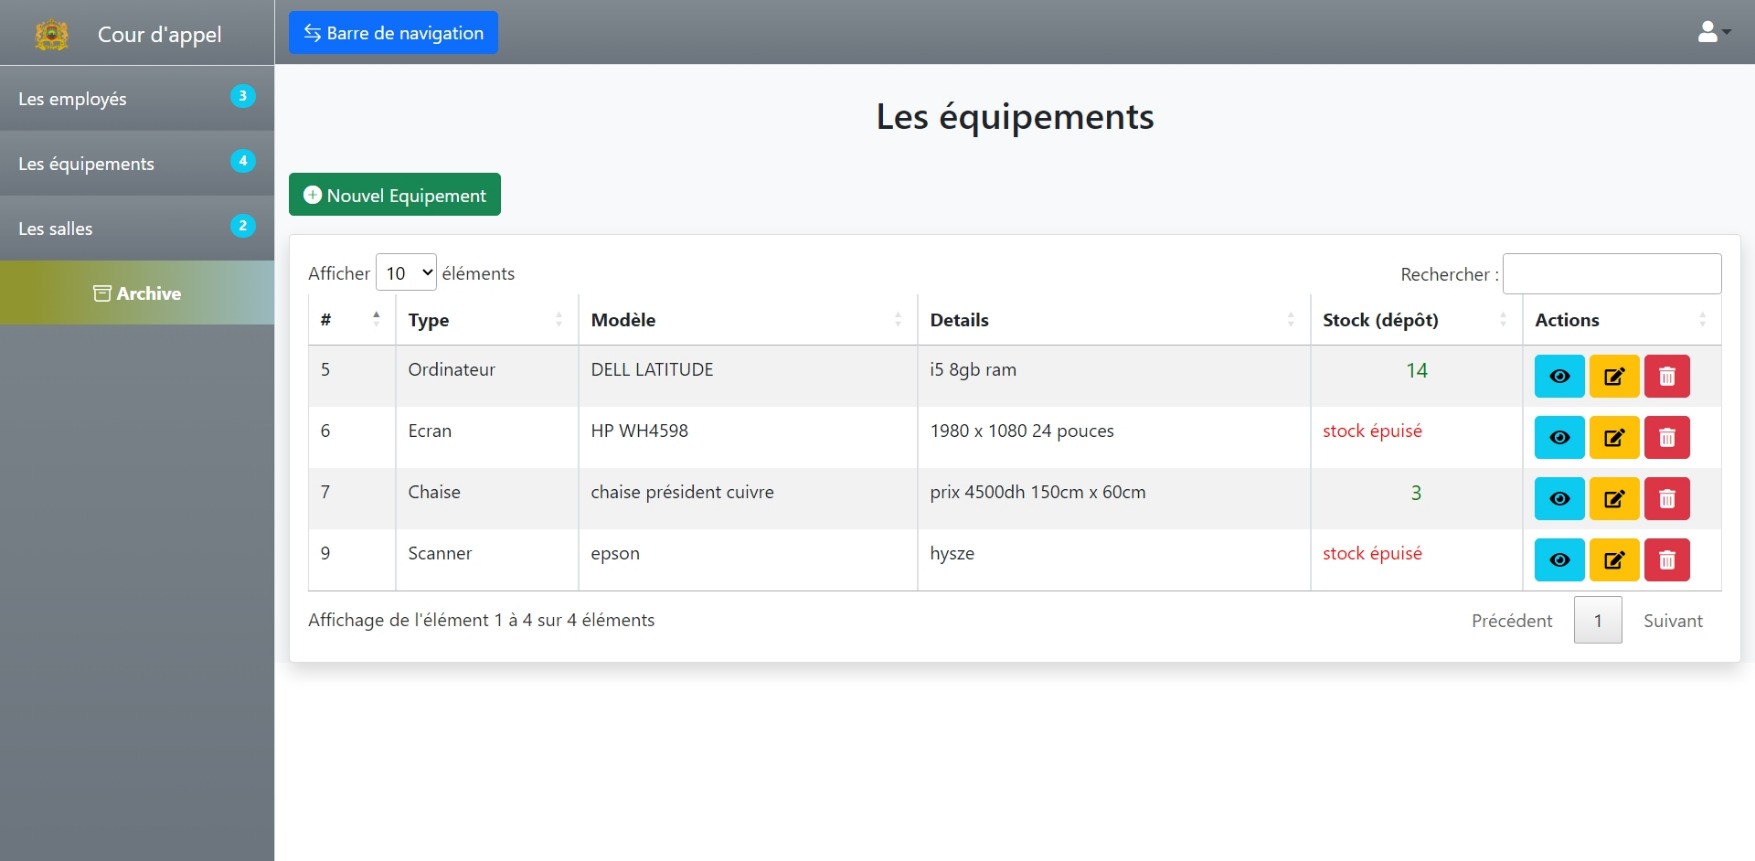 Cour d'appel
Barre de navigation
Les employés 3
Les équipements 4
Les salles 2
Archive
Les équipements
Nouvel Equipement
Afficher 10 éléments
Rechercher :
# Type Modèle Details Stock (dépôt) Actions
5 Ordinateur DELL LATITUDE i5 8gb ram 14
6 Ecran HP WH4598 1980 x 1080 24 pouces stock épuisé
7 Chaise chaise président cuivre prix 4500dh 150cm x 60cm 3
9 Scanner epson hysze stock épuisé
Affichage de l'élément 1 à 4 sur 4 éléments
Précédent 1 Suivant